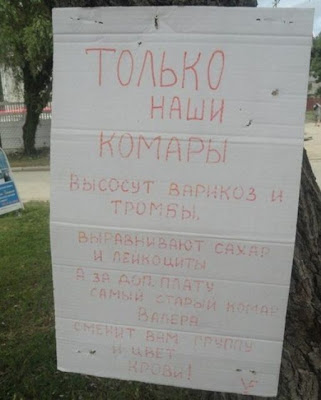 ТОЛЬКО
НАШИ
КОМАРЫ
ВЫСОСУТ ВАРИКОЗ И
ТРОМБЫ,
ВЫРАВНИВАЮТ САХАР
И ЛЕЙКОЦИТЫ
А ЗА ДОП. ПЛАТУ
САМЫЙ СТАРЫЙ КОМАР
ВАЛЕРА
СМЕНИТ ВАМ ГРУППУ
И ЦВЕТ
КРОВИ!